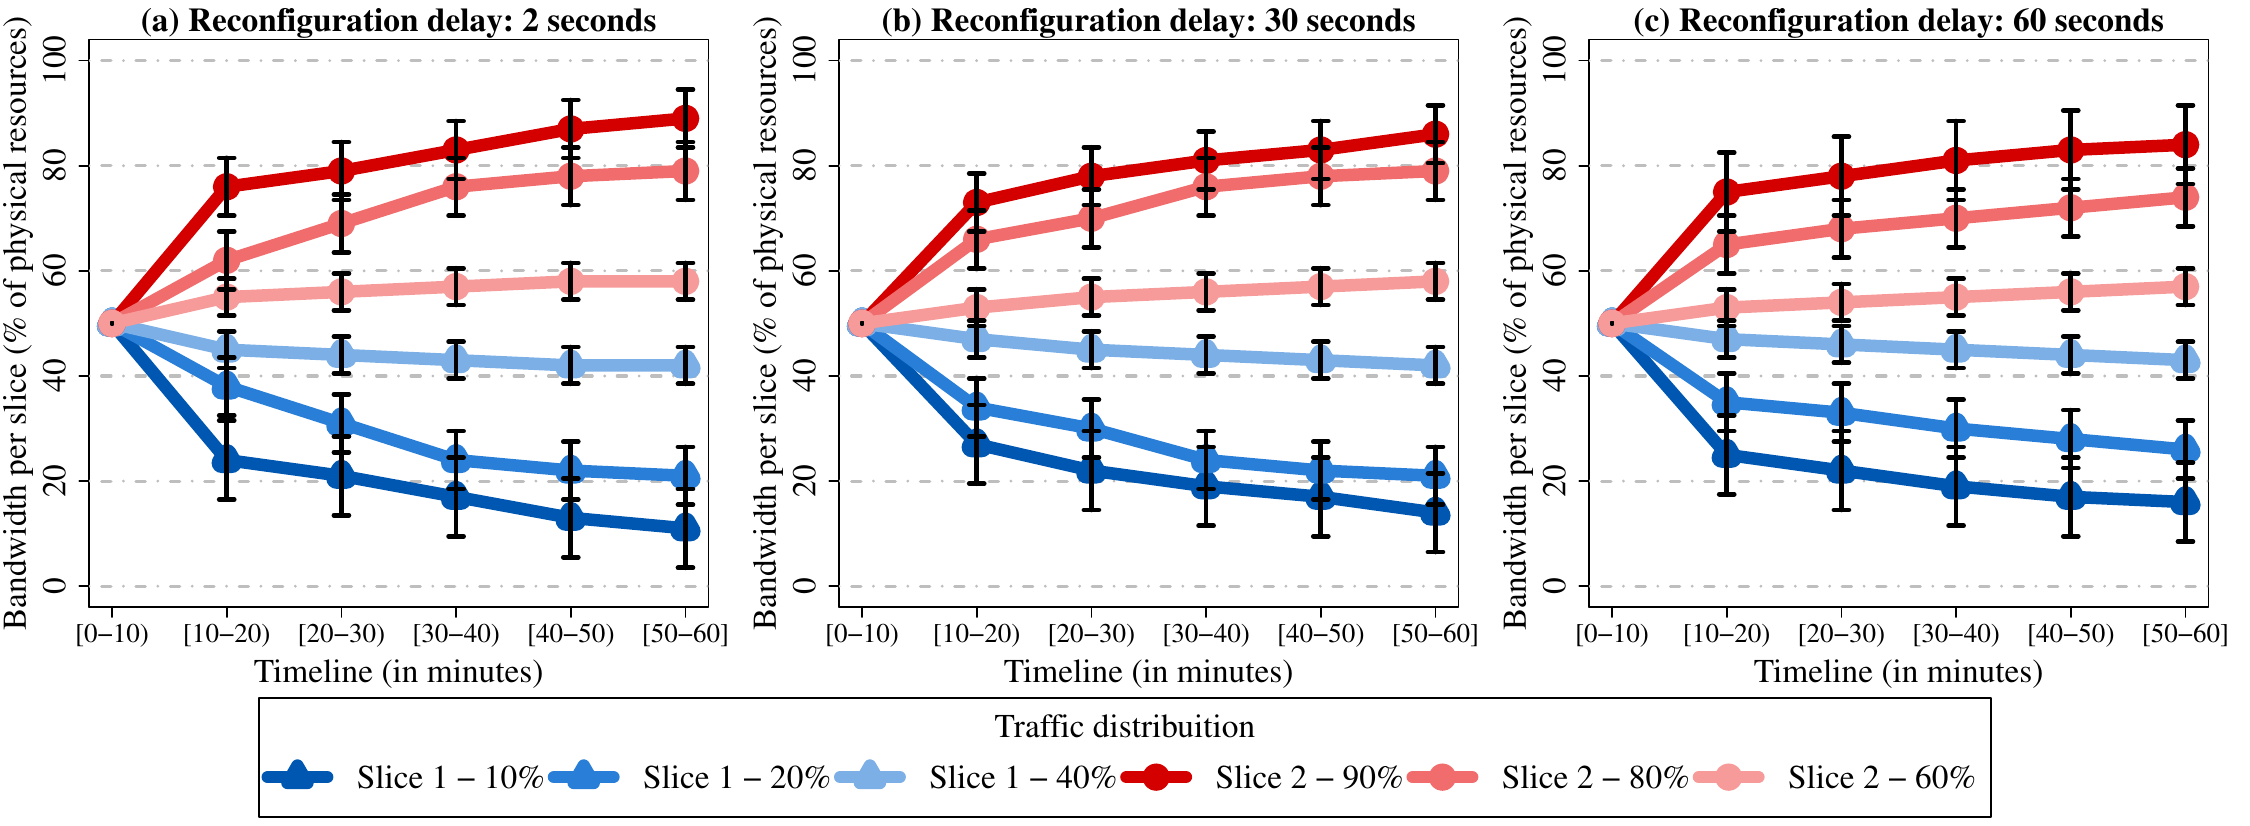 (a) Reconfiguration delay: 2 seconds
Bandwidth per slice (% of physical resources)
100
80
60
40
20
0
[0–10) [10–20) [20–30) [30–40) [40–50) [50–60]
Timeline (in minutes)
(b) Reconfiguration delay: 30 seconds
Bandwidth per slice (% of physical resources)
100
80
60
40
20
0
[0–10) [10–20) [20–30) [30–40) [40–50) [50–60]
Timeline (in minutes)
(c) Reconfiguration delay: 60 seconds
Bandwidth per slice (% of physical resources)
100
80
60
40
20
0
[0–10) [10–20) [20–30) [30–40) [40–50) [50–60]
Timeline (in minutes)
Traffic distribuition
Slice 1 – 10% Slice 1 – 20% Slice 1 – 40% Slice 2 – 90% Slice 2 – 80% Slice 2 – 60%